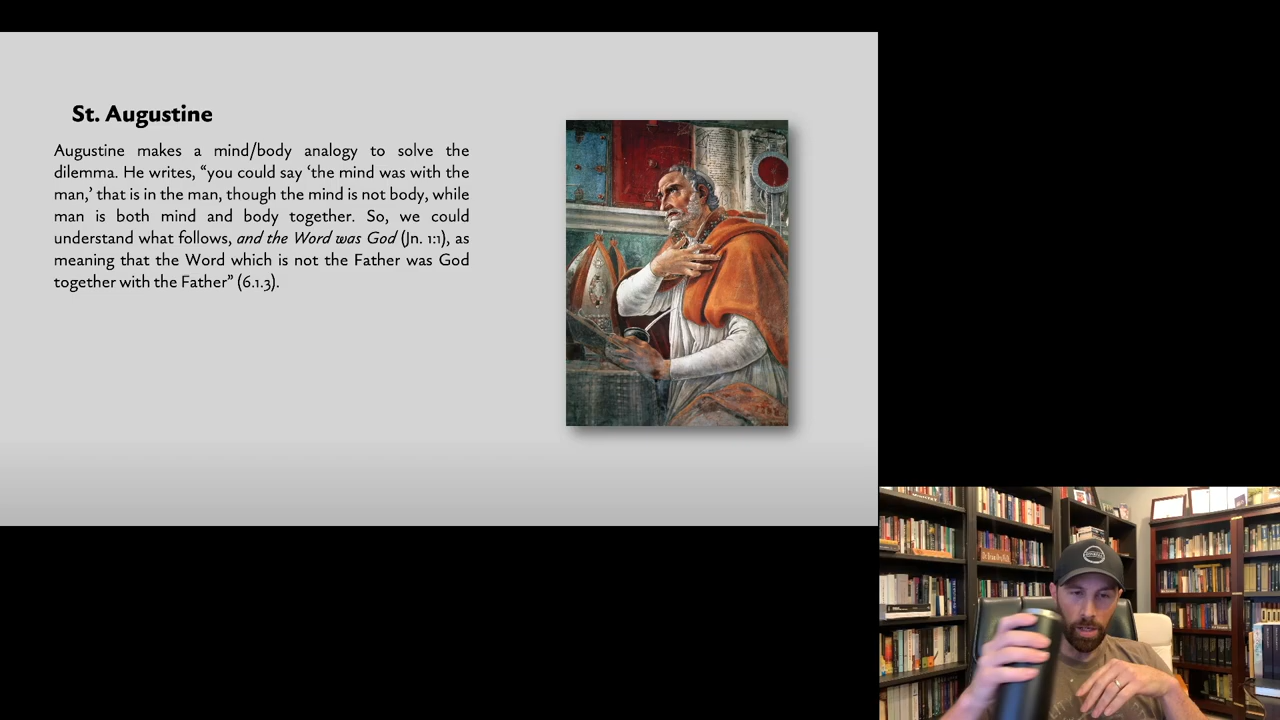 St. Augustine
Augustine makes a mind/body analogy to solve the
dilemma. He writes, “you could say ‘the mind was with the
man,’ that is in the man, though the mind is not body, while
man is both mind and body together. So, we could
understand what follows, and the Word was God (Jn. 1:1), as
meaning that the Word which is not the Father was God
together with the Father” (6.1.3).